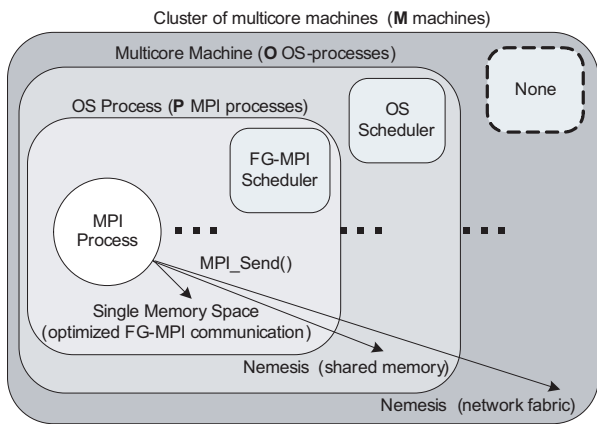 Cluster of multicore machines (M machines)
Multicore Machine (O OS-processes)
None
OS Process (P MPI processes)
OS
Scheduler
FG-MPI
Scheduler
MPI
Process
MPI_Send()
Single Memory Space
(optimized FG-MPI communication)
Nemesis (shared memory)
Nemesis (network fabric)